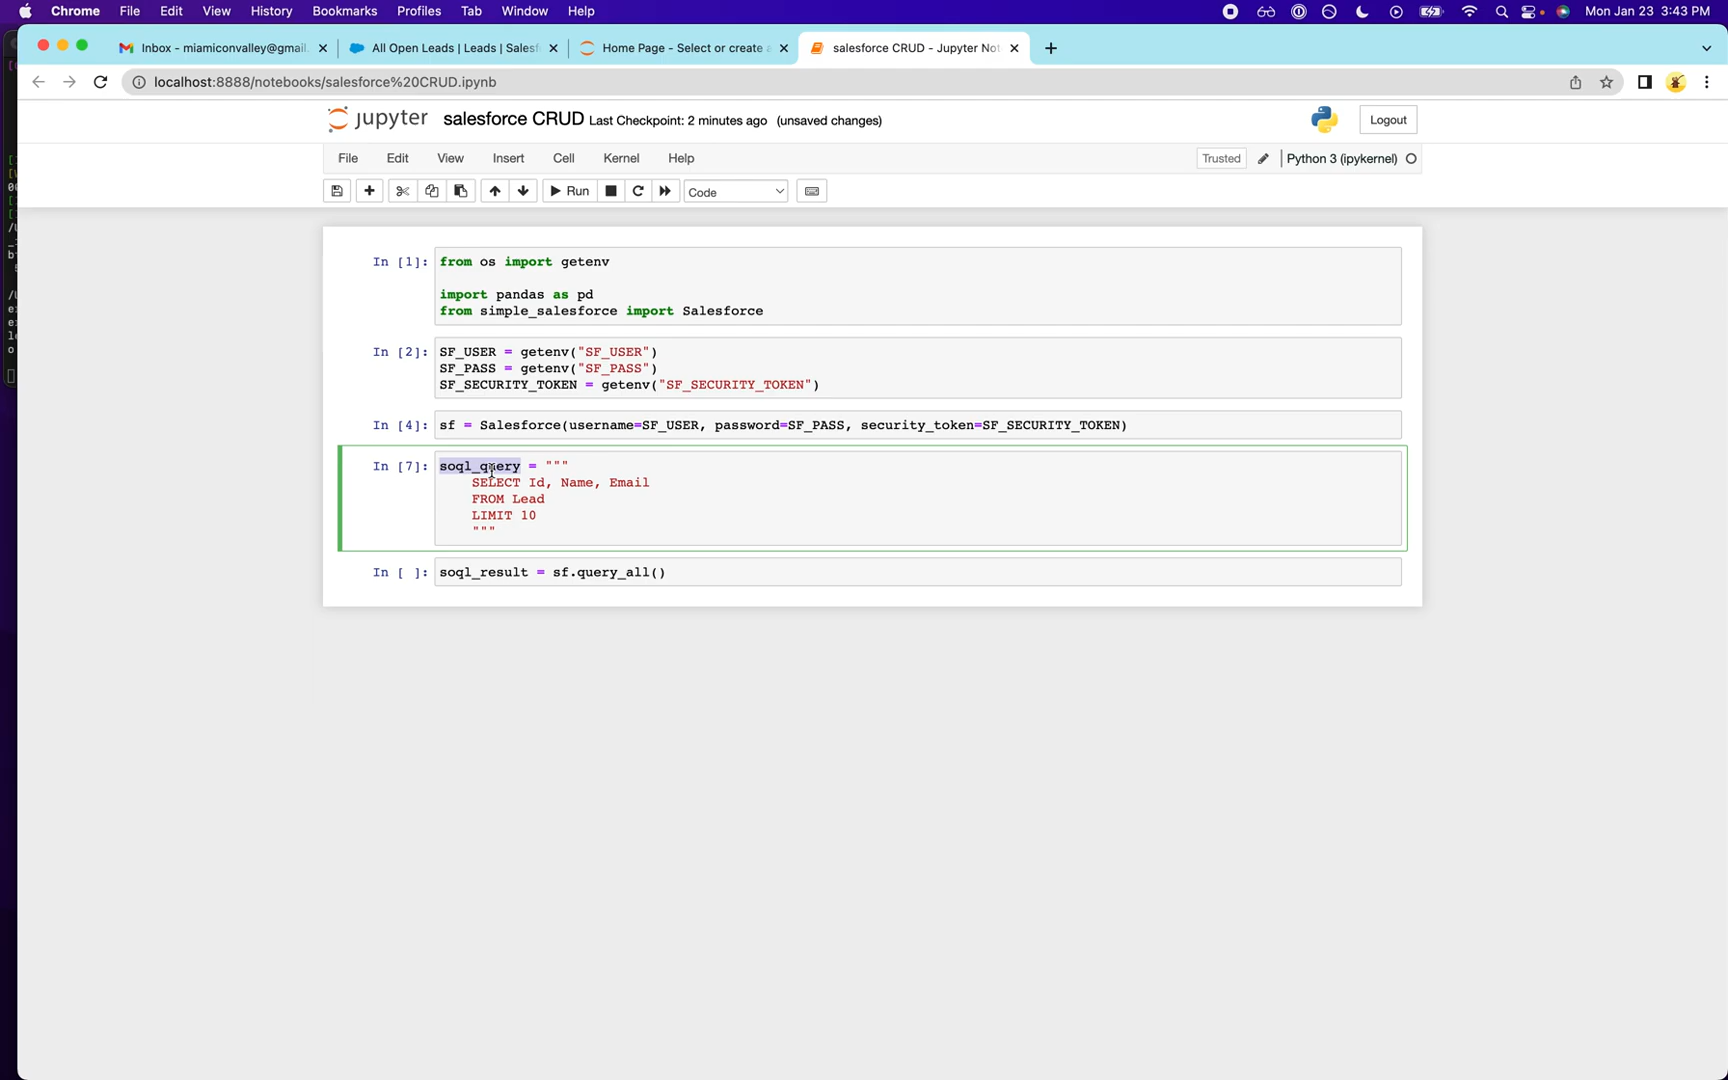 Chrome File Edit View History Bookmarks Profiles Tab Window Help Mon Jan 23 3:43 PM
Inbox - miamiconvalley@gmail. All Open Leads | Leads | Salesf Home Page - Select or create a salesforce CRUD - Jupyter Not
localhost:8888/notebooks/salesforce%20CRUD.ipynb
jupyter salesforce CRUD Last Checkpoint: 2 minutes ago (unsaved changes) Logout
File Edit View Insert Cell Kernel Help Trusted Python 3 (ipykernel)
Run Code
In [1]: from os import getenv
import pandas as pd
from simple_salesforce import Salesforce
In [2]: SF_USER = getenv("SF_USER")
SF_PASS = getenv("SF_PASS")
SF_SECURITY_TOKEN = getenv("SF_SECURITY_TOKEN")
In [4]: sf = Salesforce(username=SF_USER, password=SF_PASS, security_token=SF_SECURITY_TOKEN)
In [7]: soql_query = """
SELECT Id, Name, Email
FROM Lead
LIMIT 10
"""
In [ ]: soql_result = sf.query_all()